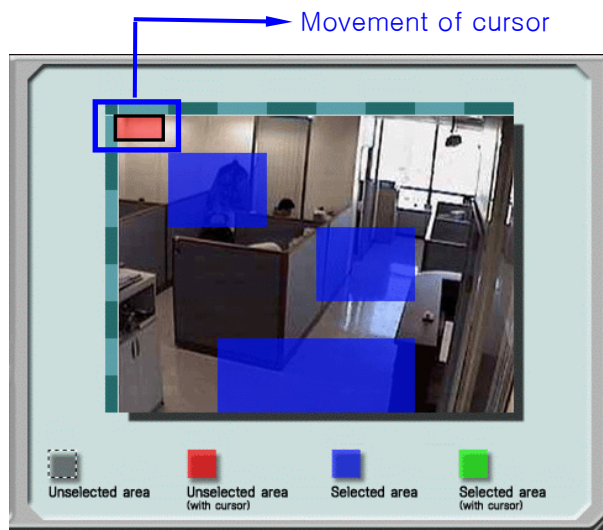 Movement of cursor
Unselected area
Unselected area
(with cursor)
Selected area
Selected area
(with cursor)